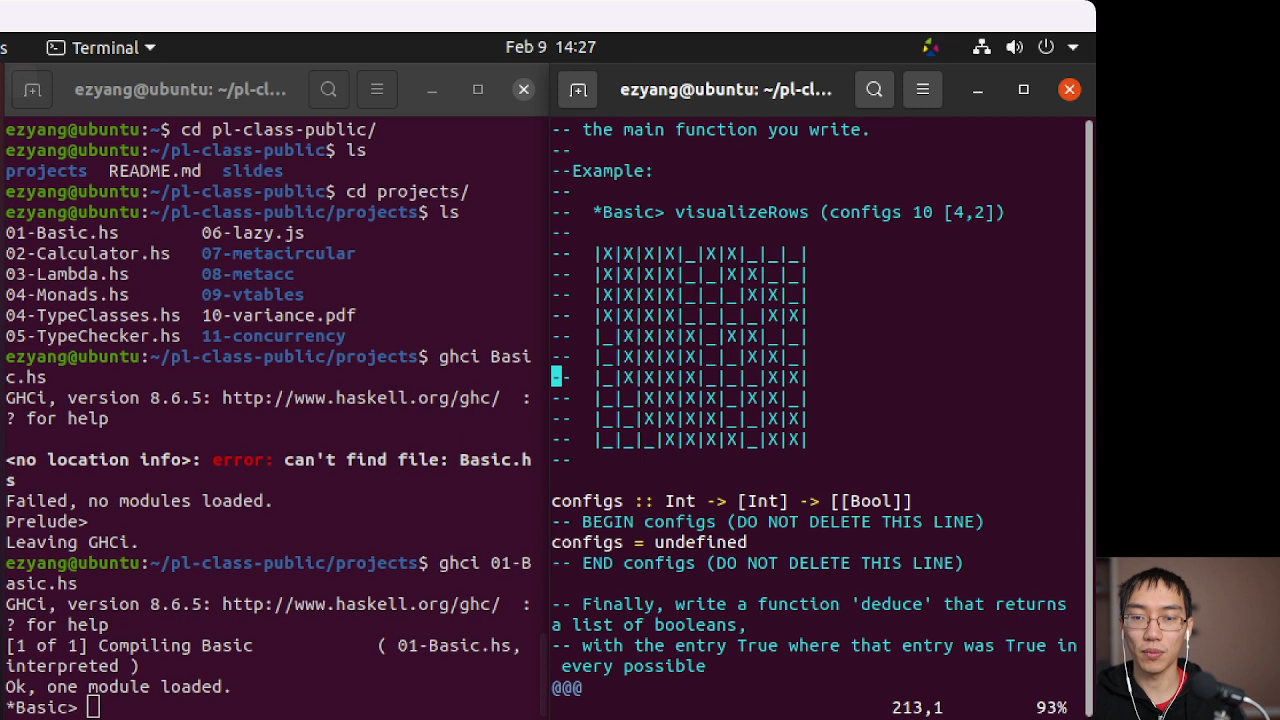 s
Terminal
Feb 9 14:27
ezyang@ubuntu: ~/pl-cl...
ezyang@ubuntu:~$ cd pl-class-public/
ezyang@ubuntu:~/pl-class-public$ ls
projects README.md slides
ezyang@ubuntu:~/pl-class-public$ cd projects/
ezyang@ubuntu:~/pl-class-public/projects$ ls
01-Basic.hs 06-lazy.js
02-Calculator.hs 07-metacircular
03-Lambda.hs 08-metacc
04-Monads.hs 09-vtables
04-TypeClasses.hs 10-variance.pdf
05-TypeChecker.hs 11-concurrency
ezyang@ubuntu:~/pl-class-public/projects$ ghci Basi
c.hs
GHCi, version 8.6.5: http://www.haskell.org/ghc/ :
? for help
<no location info>: error: can't find file: Basic.h
s
Failed, no modules loaded.
Prelude>
Leaving GHCi.
ezyang@ubuntu:~/pl-class-public/projects$ ghci 01-B
asic.hs
GHCi, version 8.6.5: http://www.haskell.org/ghc/ :
? for help
[1 of 1] Compiling Basic ( 01-Basic.hs,
interpreted )
Ok, one module loaded.
*Basic>
ezyang@ubuntu: ~/pl-cl...
-- the main function you write.
--
--Example:
--
-- *Basic> visualizeRows (configs 10 [4,2])
--
-- |X|X|X|X|_|X|X|_|_|_|
-- |X|X|X|X|_|_|X|X|_|_|
-- |X|X|X|X|_|_|_|X|X|_|
-- |X|X|X|X|_|_|_|_|X|X|
-- |_|X|X|X|X|_|X|X|_|_|
-- |_|X|X|X|X|_|_|X|X|_|
-- |_|X|X|X|X|_|_|_|X|X|
-- |_|_|X|X|X|X|_|X|X|_|
-- |_|_|X|X|X|X|_|_|X|X|
-- |_|_|_|X|X|X|X|_|X|X|
--
configs :: Int -> [Int] -> [[Bool]]
-- BEGIN configs (DO NOT DELETE THIS LINE)
configs = undefined
-- END configs (DO NOT DELETE THIS LINE)
-- Finally, write a function 'deduce' that returns
a list of booleans,
-- with the entry True where that entry was True in
every possible
@@@
213,1 93%